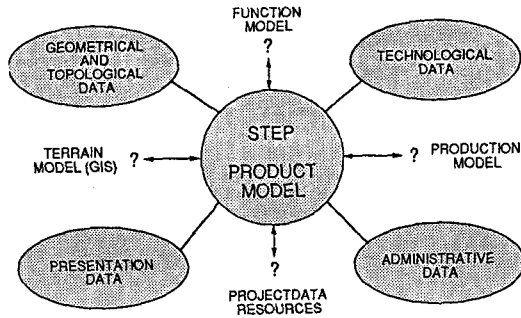 FUNCTION
MODEL
?
GEOMETRICAL
AND
TOPOLOGICAL
DATA
TECHNOLOGICAL
DATA
STEP
PRODUCT
MODEL
TERRAIN
MODEL (GIS)
?
? PRODUCTION
MODEL
PRESENTATION
DATA
?
PROJECTDATA
RESOURCES
ADMINISTRATIVE
DATA